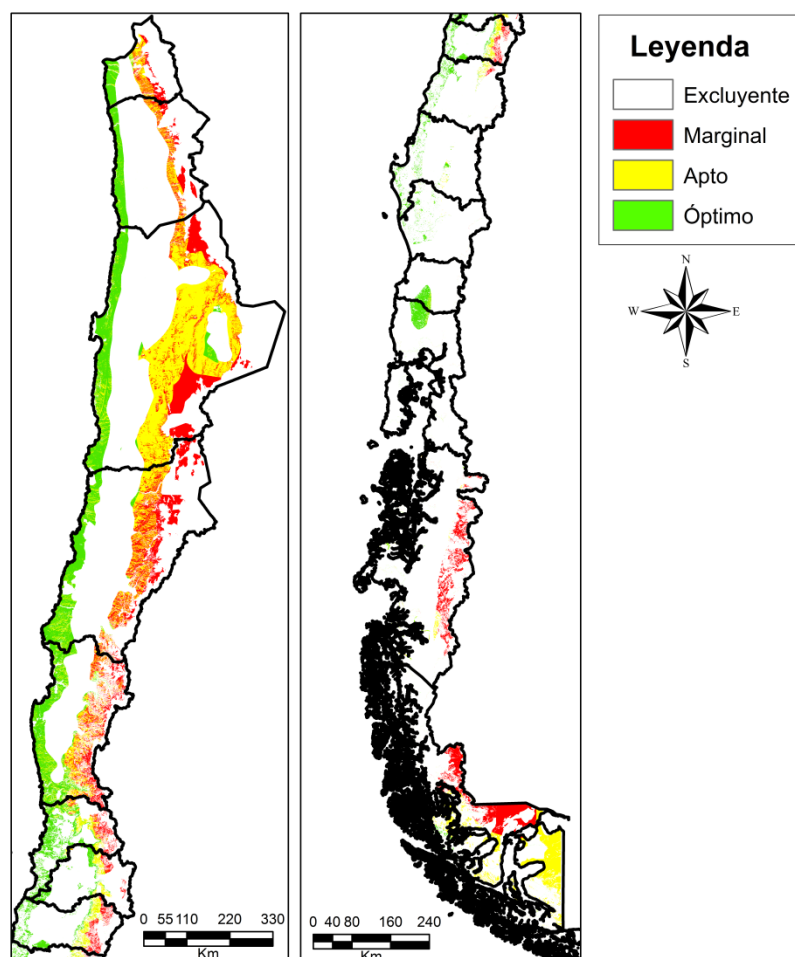 Leyenda
Excluyente
Marginal
Apto
Óptimo
N
W E
S
0 55 110 220 330
Km
0 40 80 160 240
Km